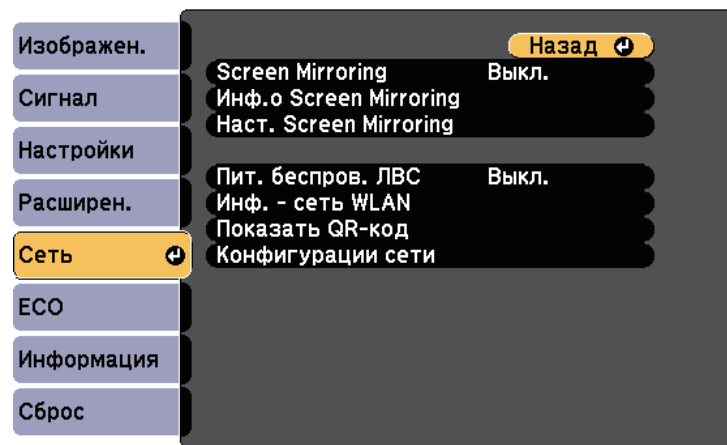 Изображен.
Сигнал
Настройки
Расширен.
Сеть
ECO
Информация
Сброс
Назад
Screen Mirroring Выкл.
Инф.о Screen Mirroring
Наст. Screen Mirroring
Пит. беспров. ЛВС Выкл.
Инф. - сеть WLAN
Показать QR-код
Конфигурации сети